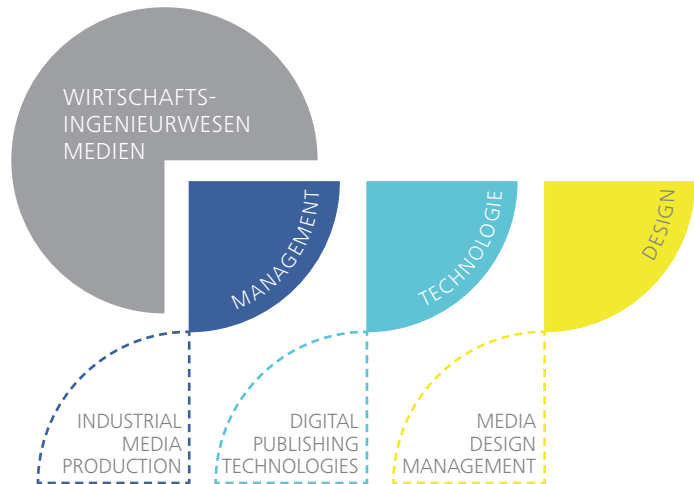 WIRTSCHAFTS-
INGENIEURWESEN
MEDIEN
MANAGEMENT
TECHNOLOGIE
DESIGN
INDUSTRIAL
MEDIA
PRODUCTION
DIGITAL
PUBLISHING
TECHNOLOGIES
MEDIA
DESIGN
MANAGEMENT